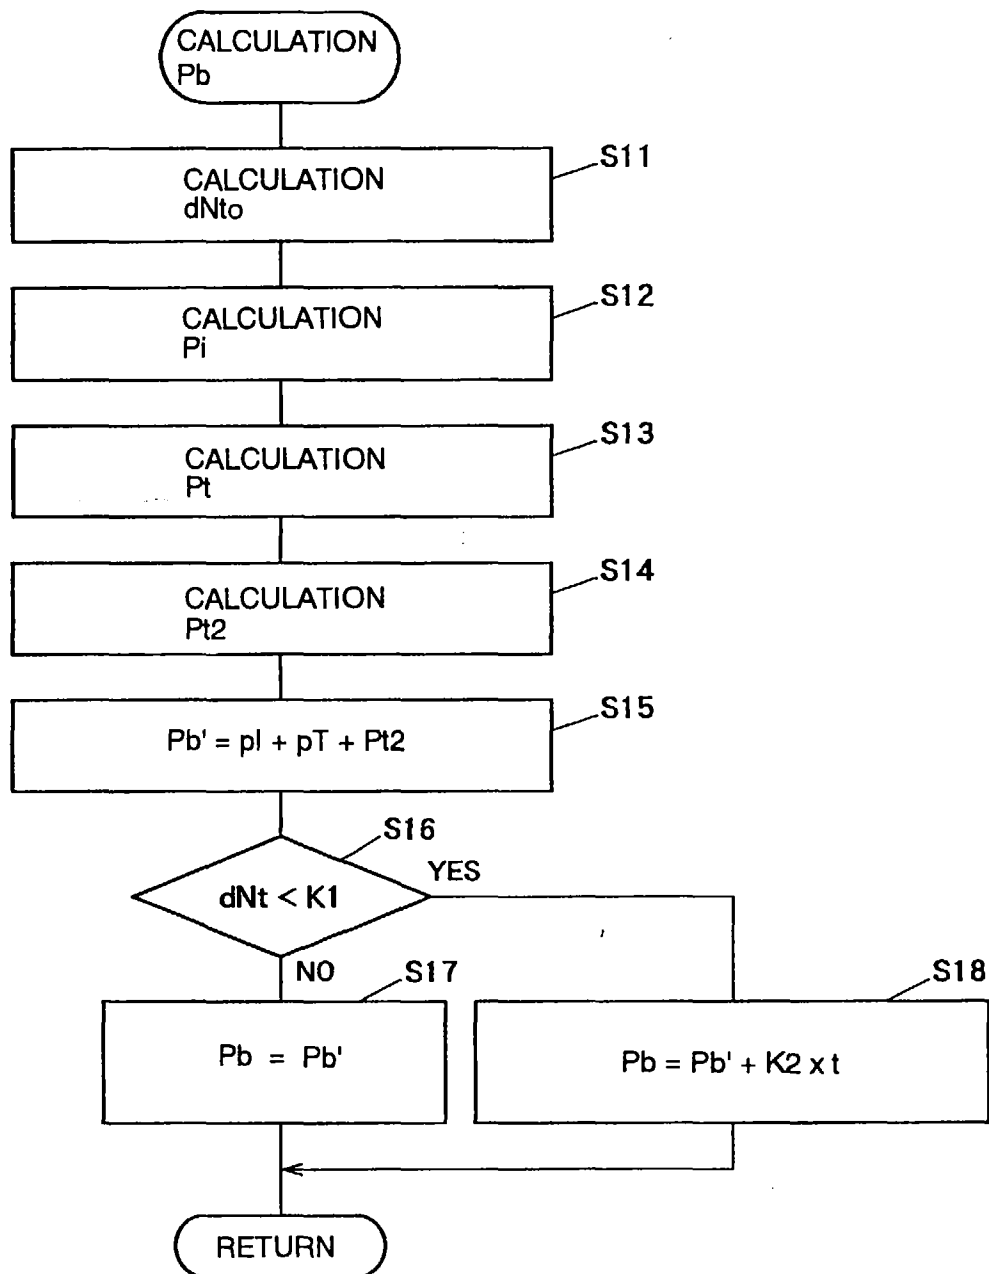 CALCULATION
Pb
S11
CALCULATION
dNto
S12
CALCULATION
Pi
S13
CALCULATION
Pt
S14
CALCULATION
Pt2
S15
Pb' = pI + pT + Pt2
S16
YES
dNt < K1
NO
S17
S18
Pb = Pb'
Pb = Pb' + K2 x t
RETURN